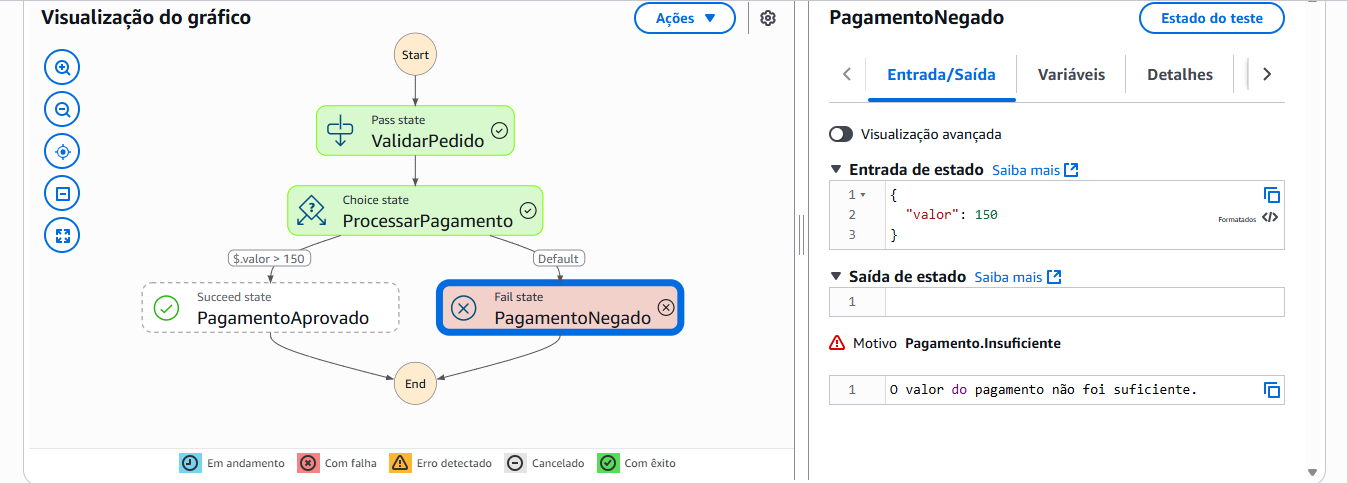 Visualização do gráfico
Ações
Start
Pass state
ValidarPedido
Choice state
ProcessarPagamento
$.valor > 150
Default
Succeed state
PagamentoAprovado
Fail state
PagamentoNegado
End
Em andamento
Com falha
Erro detectado
Cancelado
Com êxito
PagamentoNegado
Estado do teste
Entrada/Saída
Variáveis
Detalhes
Visualização avançada
Entrada de estado Saiba mais
1 {
2 "valor": 150
3 }
Formatados
Saída de estado Saiba mais
1
Motivo Pagamento.Insuficiente
1 O valor do pagamento não foi suficiente.